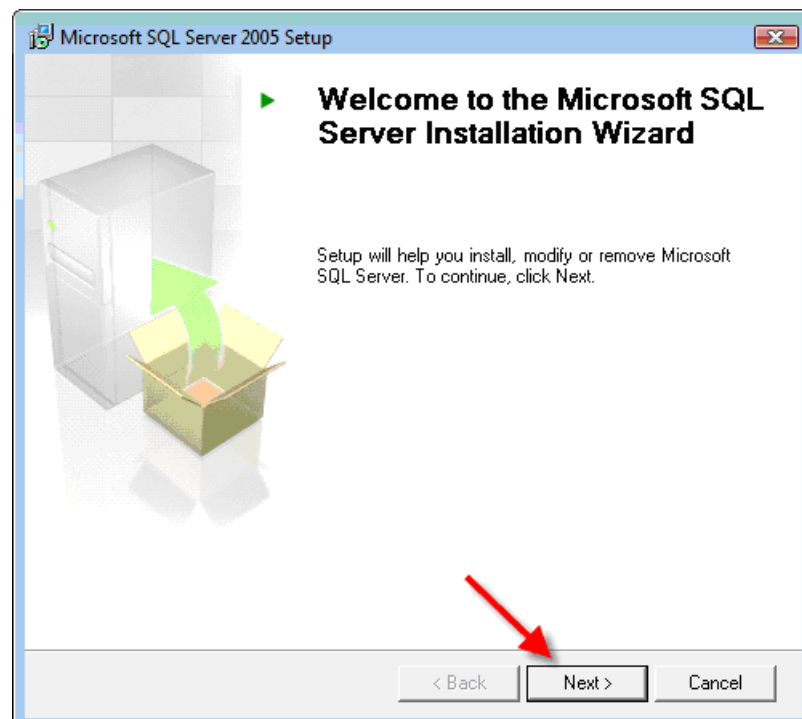 Microsoft SQL Server 2005 Setup
Welcome to the Microsoft SQL
Server Installation Wizard
Setup will help you install, modify or remove Microsoft
SQL Server. To continue, click Next.
< Back
Next >
Cancel